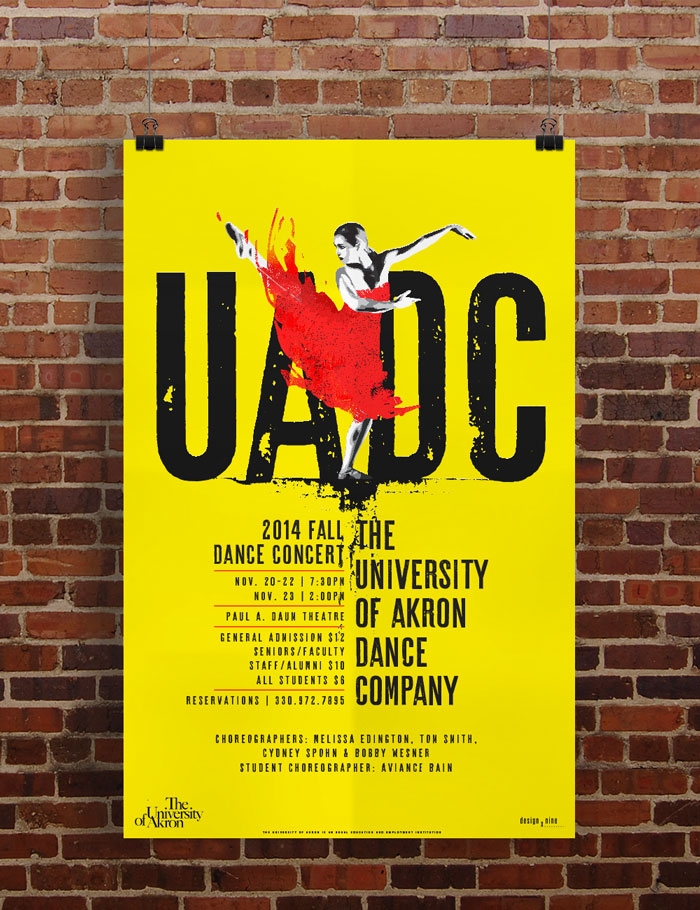 UADC
2014 FALL
DANCE CONCERT
NOV. 20-22 | 7:30PM
NOV. 23 | 2:00PM
PAUL A. DAUM THEATRE
GENERAL ADMISSION $12
SENIORS/FACULTY
STAFF/ALUMNI $10
ALL STUDENTS $6
RESERVATIONS | 330.972.7895
THE
UNIVERSITY
OF AKRON
DANCE
COMPANY
CHOREOGRAPHERS: MELISSA EDINGTON, TOM SMITH,
CYDNEY SPOHN & BOBBY WESNER
STUDENT CHOREOGRAPHER: AVIANCE BAIN
The
University
of Akron
design x nine
THE UNIVERSITY OF AKRON IS AN EQUAL EDUCATION AND EMPLOYMENT INSTITUTION